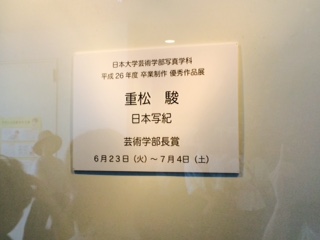 日本大学芸術学部写真学科
平成26年度 卒業制作 優秀作品展
重松 駿
日本写紀
芸術学部長賞
6月23日(火)~7月4日(土)